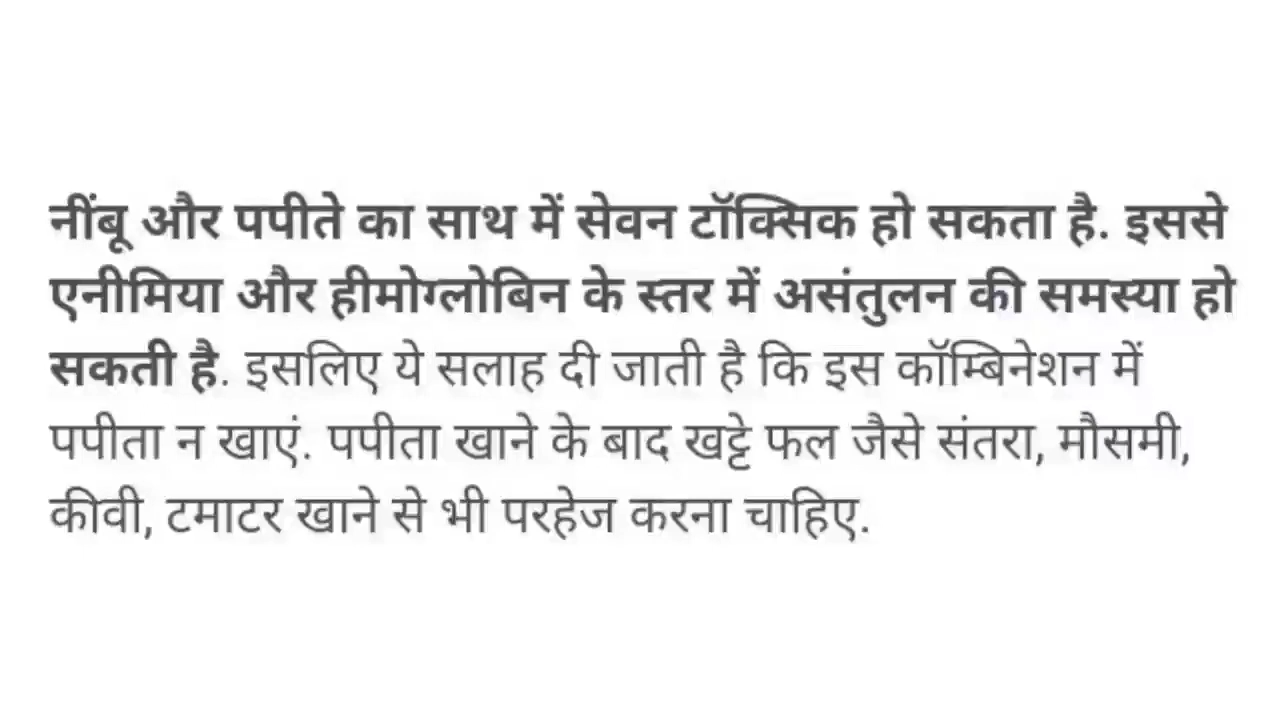 नींबू और पपीते का साथ में सेवन टॉक्सिक हो सकता है. इससे
एनीमिया और हीमोग्लोबिन के स्तर में असंतुलन की समस्या हो
सकती है. इसलिए ये सलाह दी जाती है कि इस कॉम्बिनेशन में
पपीता न खाएं. पपीता खाने के बाद खट्टे फल जैसे संतरा, मौसमी,
कीवी, टमाटर खाने से भी परहेज करना चाहिए.